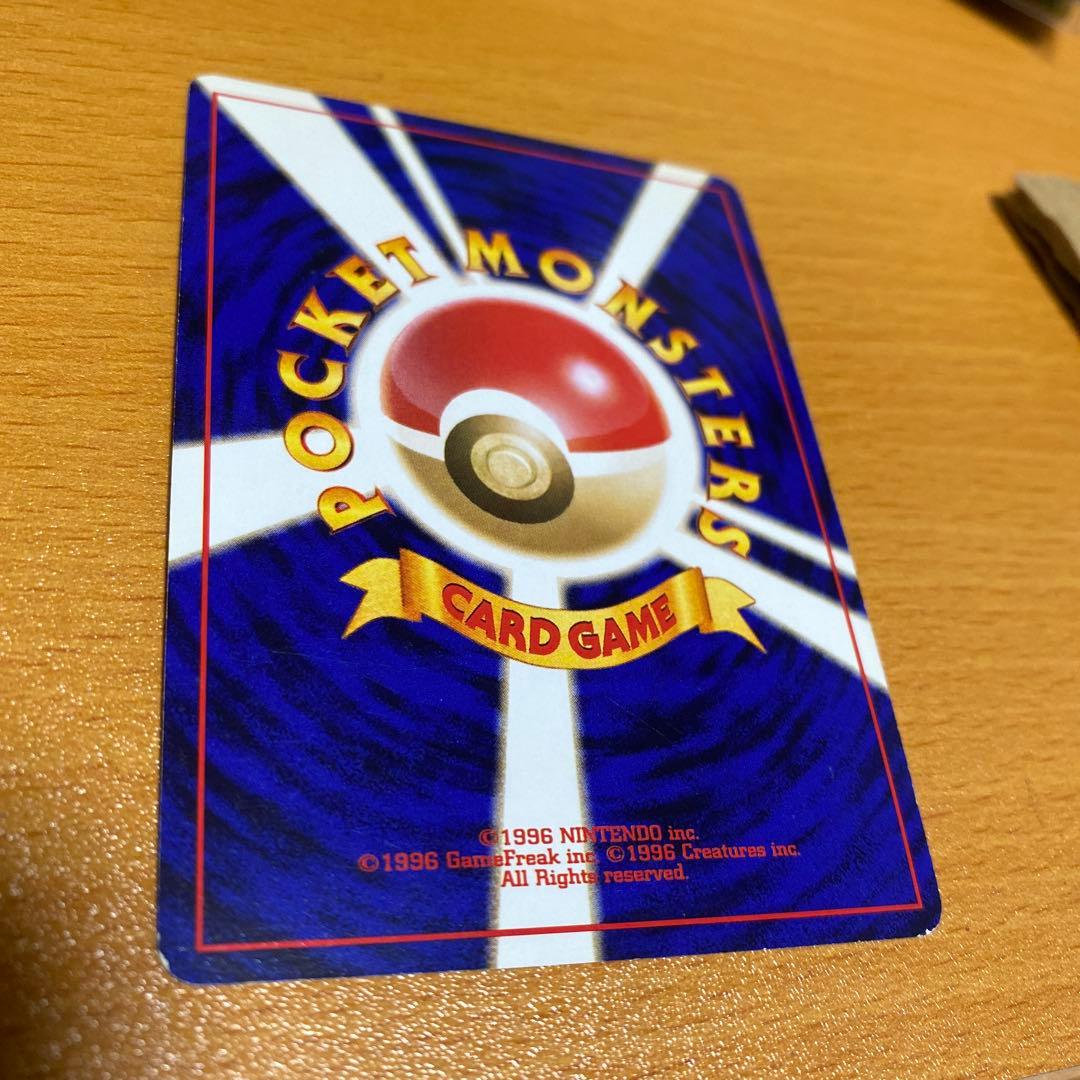 POCKET MONSTERS
CARD GAME
©1996 NINTENDO inc.
©1996 GameFreak inc. ©1996 Creatures inc.
All Rights reserved.